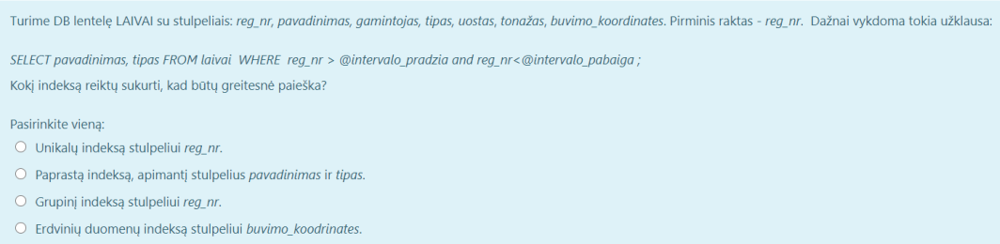 Turime DB lentelę LAIVAI su stulpeliais: reg_nr, pavadinimas, gamintojas, tipas, uostas, tonažas, buvimo_koordinates. Pirminis raktas - reg_nr. Dažnai vykdoma tokia užklausa:
SELECT pavadinimas, tipas FROM laivai WHERE reg_nr > @intervalo_pradzia and reg_nr<@intervalo_pabaiga ;
Kokį indeksą reiktų sukurti, kad būtų greitesnė paieška?
Pasirinkite vieną:
Unikalų indeksą stulpeliui reg_nr.
Paprastą indeksą, apimantį stulpelius pavadinimas ir tipas.
Grupinį indeksą stulpeliui reg_nr.
Erdvinių duomenų indeksą stulpeliui buvimo_koodrinates.